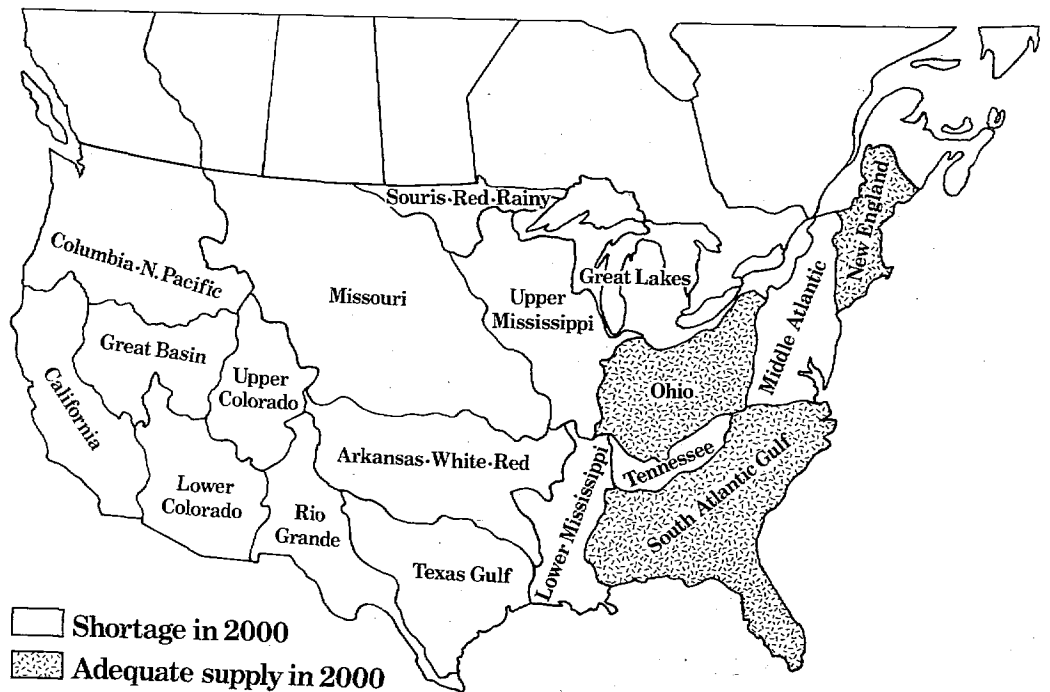 Souris-Red-Rainy
New England
Columbia-N. Pacific
Missouri
Great Lakes
Upper
Mississippi
Middle Atlantic
Great Basin
Upper
Colorado
Ohio
California
Arkansas-White-Red
Tennessee
South Atlantic Gulf
Lower
Colorado
Rio
Grande
Lower Mississippi
Texas Gulf
Shortage in 2000
Adequate supply in 2000